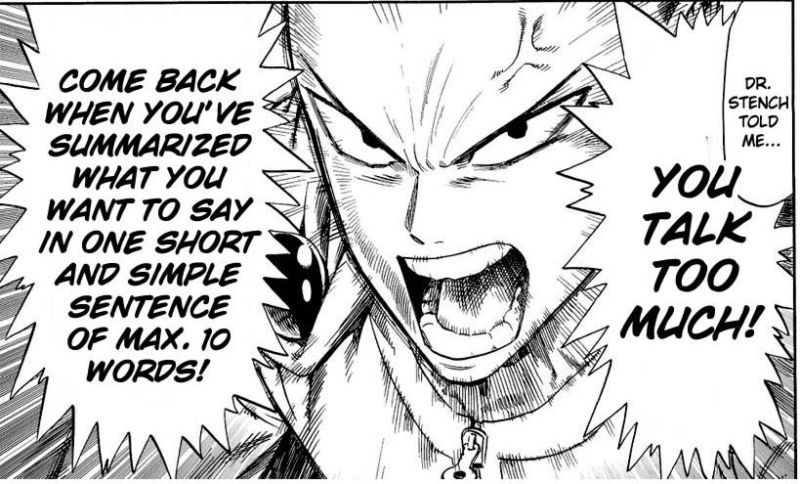 DR.
STENCH
TOLD
ME...
YOU
TALK
TOO
MUCH!
COME BACK
WHEN YOU'VE
SUMMARIZED
WHAT YOU
WANT TO SAY
IN ONE SHORT
AND SIMPLE
SENTENCE
OF MAX. 10
WORDS!